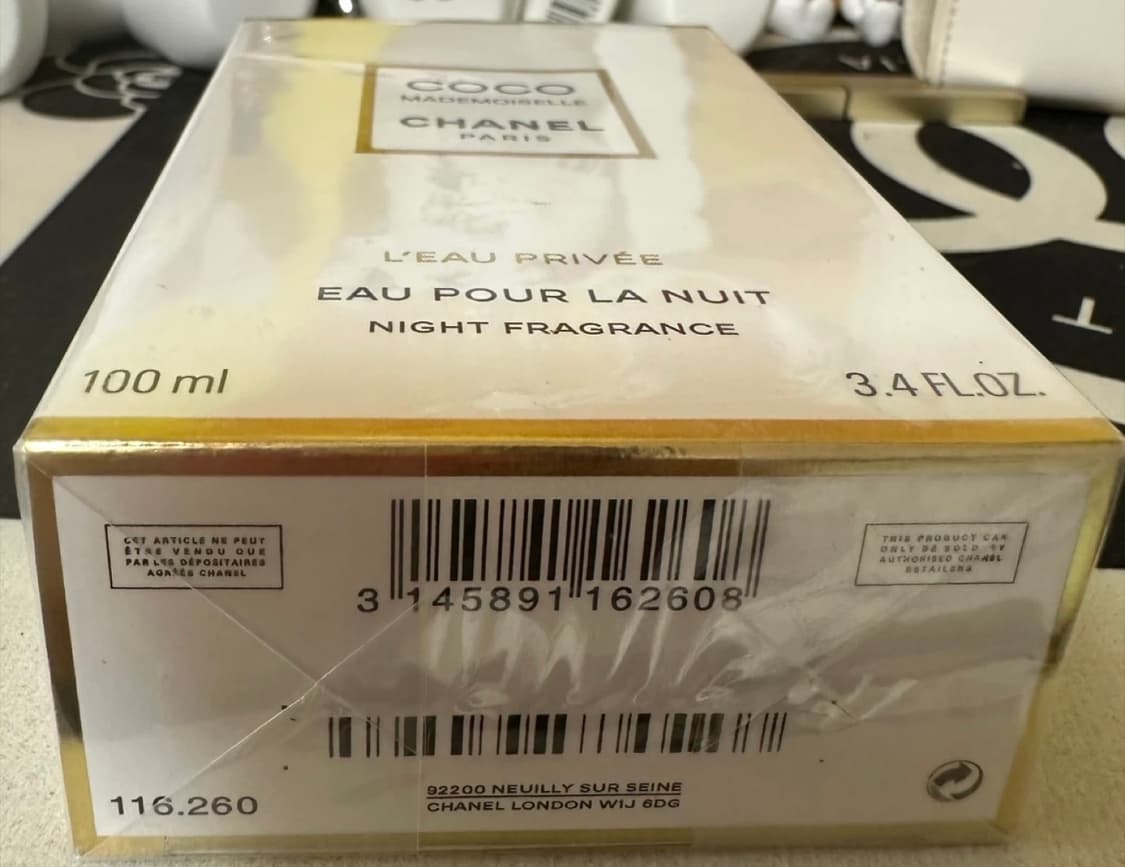 COCO
MADEMOISELLE
CHANEL
PARIS
L'EAU PRIVÉE
EAU POUR LA NUIT
NIGHT FRAGRANCE
100 ml
3.4 FL.OZ.
CET ARTICLE NE PEUT
ÊTRE VENDU QUE
PAR LES DÉPOSITAIRES
AGRÉÉS CHANEL
3 145891 162608
THIS PRODUCT CAN
ONLY BE SOLD BY
AUTHORISED CHANEL
RETAILERS
116.260
92200 NEUILLY SUR SEINE
CHANEL LONDON W1J 6DG